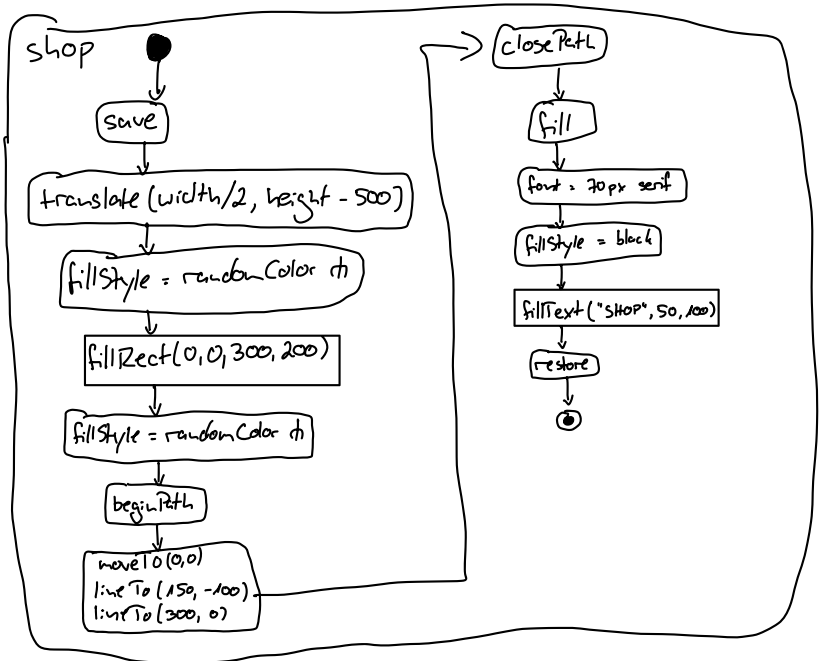 shop
save
translate (width/2, height - 500)
fillStyle = randomColor
fillRect(0,0,300,200)
fillStyle = randomColor
beginPath
moveTo(0,0)
lineTo(150, -100)
lineTo(300, 0)
closePath
fill
font = 70px serif
fillStyle = black
fillText("SHOP", 50, 100)
restore